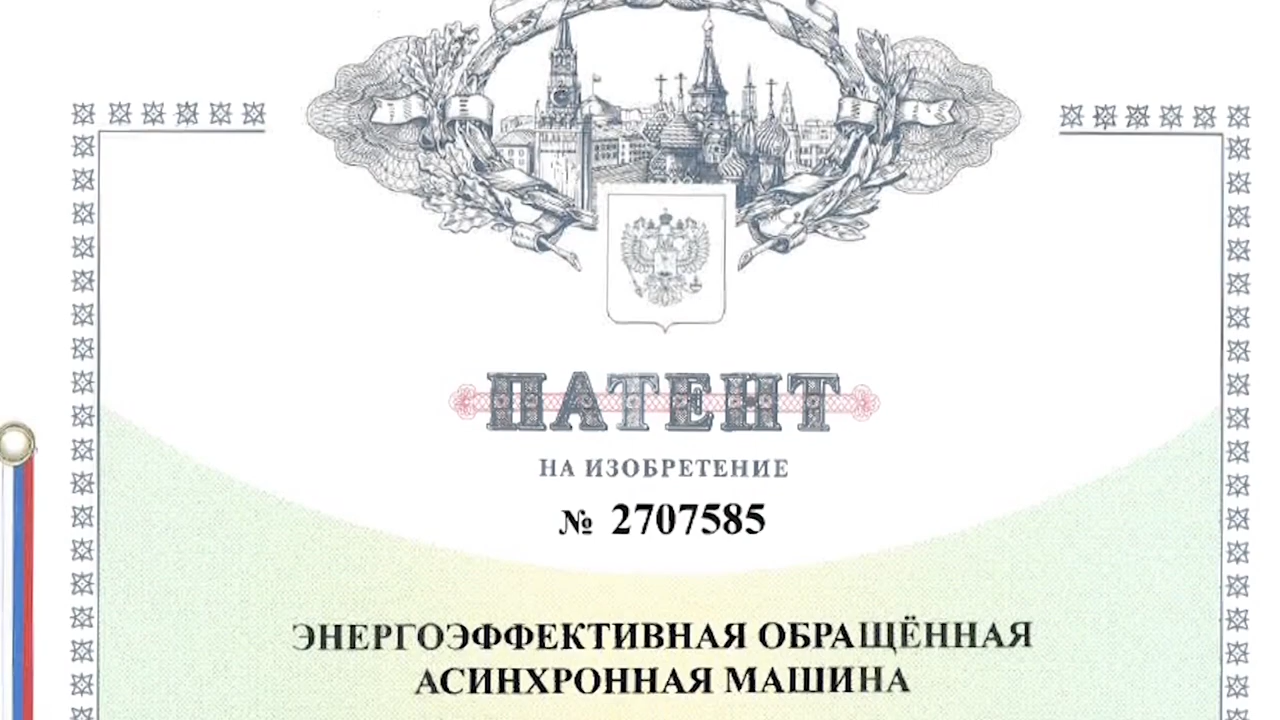 ПАТЕНТ
НА ИЗОБРЕТЕНИЕ
№ 2707585
ЭНЕРГОЭФФЕКТИВНАЯ ОБРАЩЁННАЯ
АСИНХРОННАЯ МАШИНА